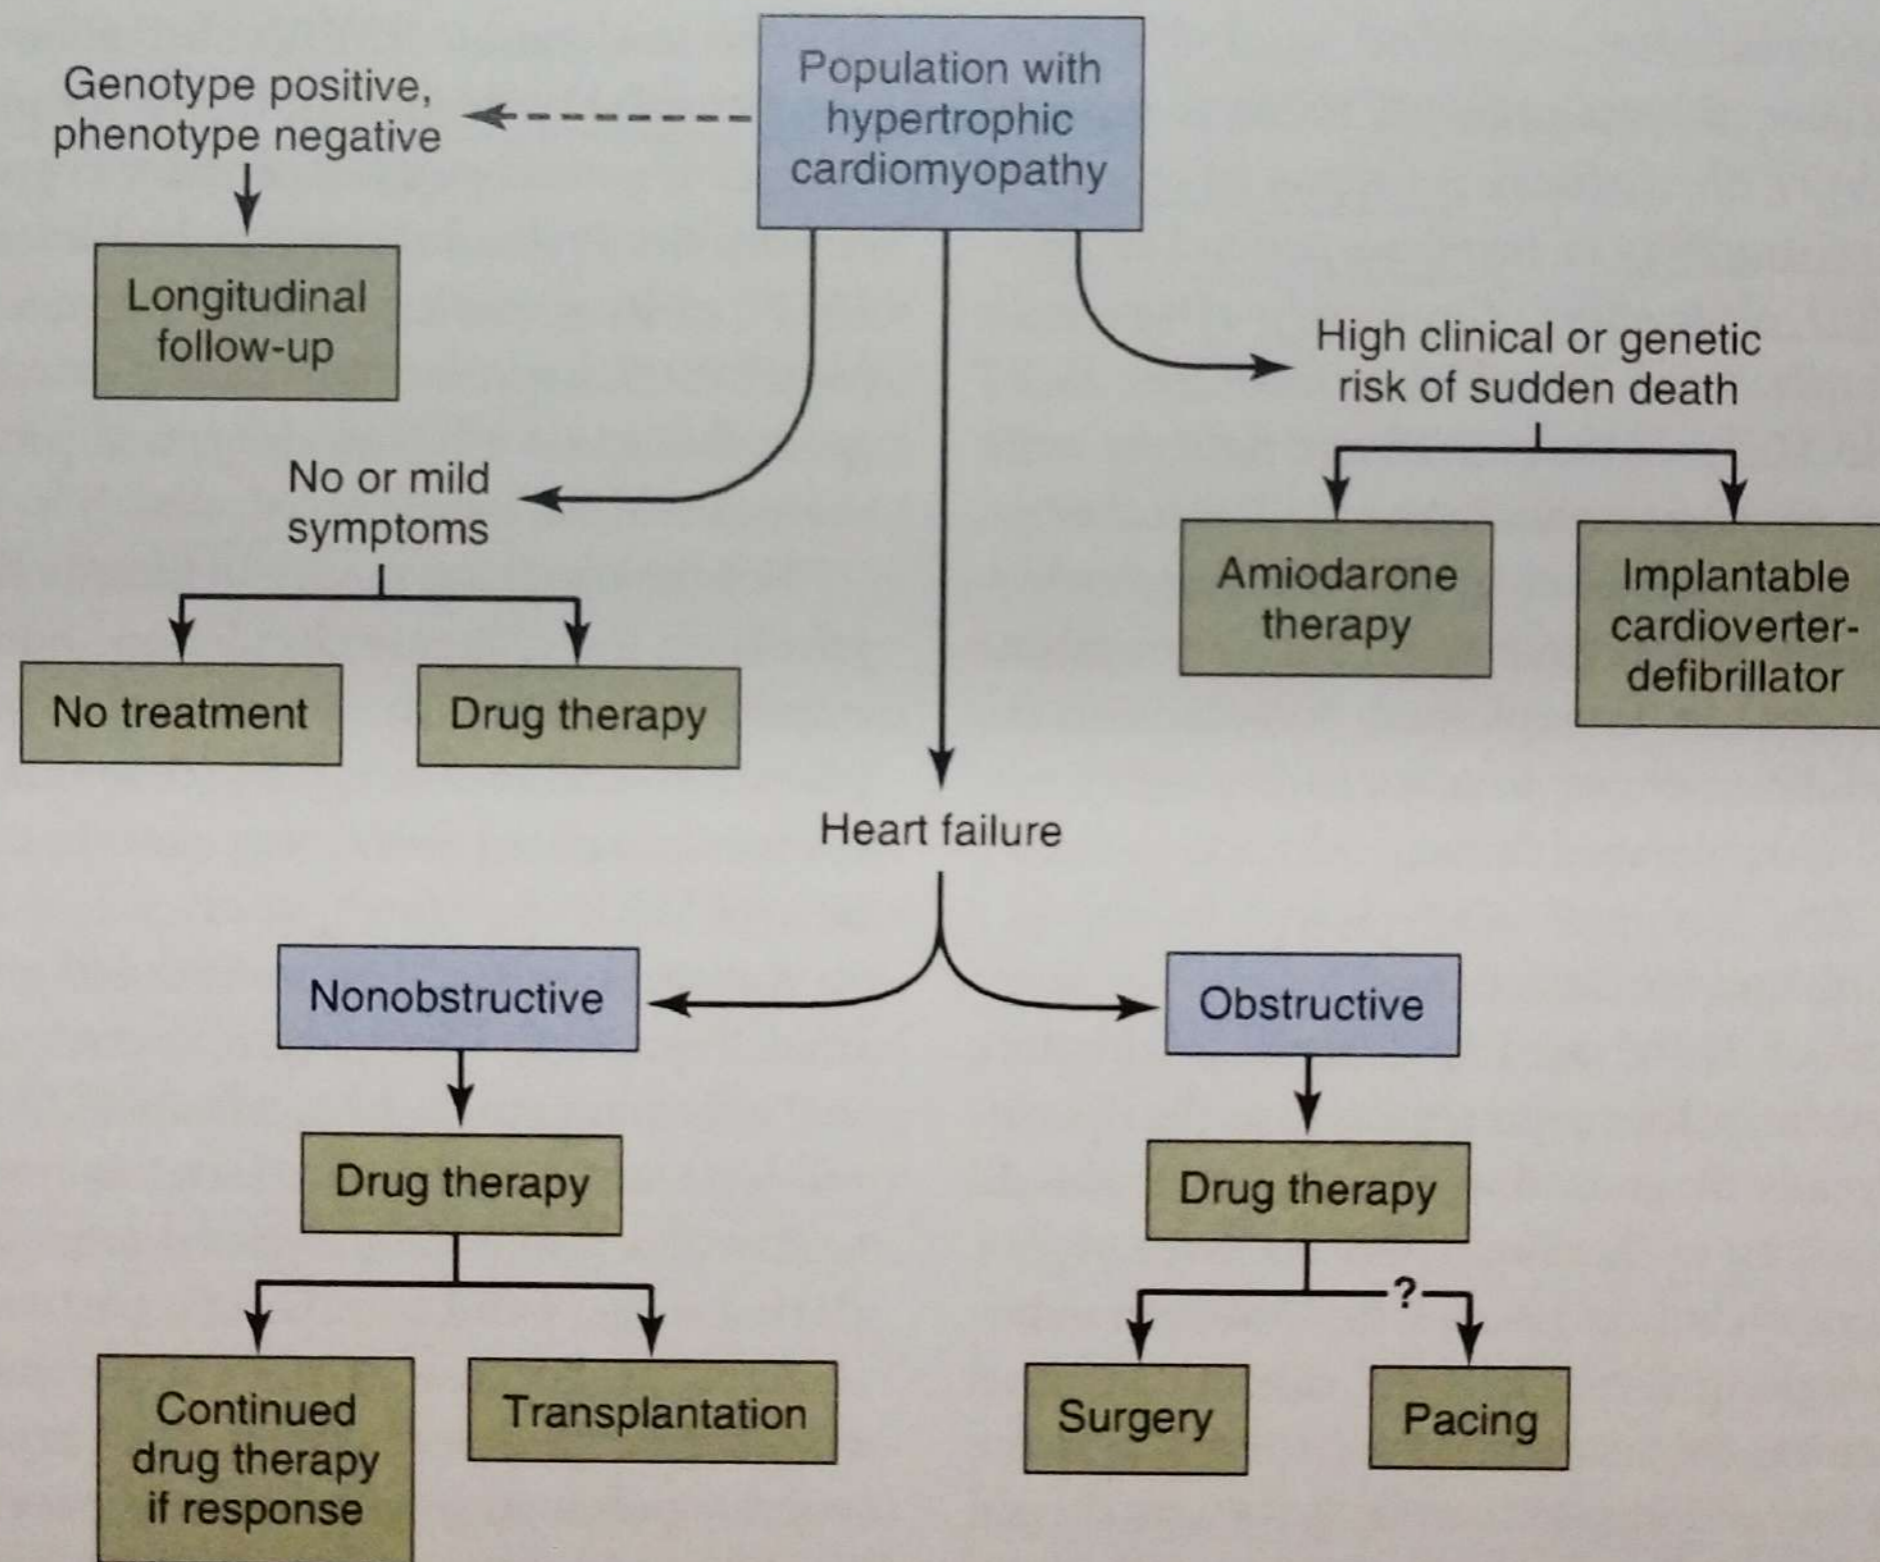 Population with
hypertrophic
cardiomyopathy
Genotype positive,
phenotype negative
Longitudinal
follow-up
High clinical or genetic
risk of sudden death
No or mild
symptoms
Amiodarone
therapy
Implantable
cardioverter-
defibrillator
No treatment
Drug therapy
Heart failure
Nonobstructive
Obstructive
Drug therapy
Drug therapy
?
Continued
drug therapy
if response
Transplantation
Surgery
Pacing